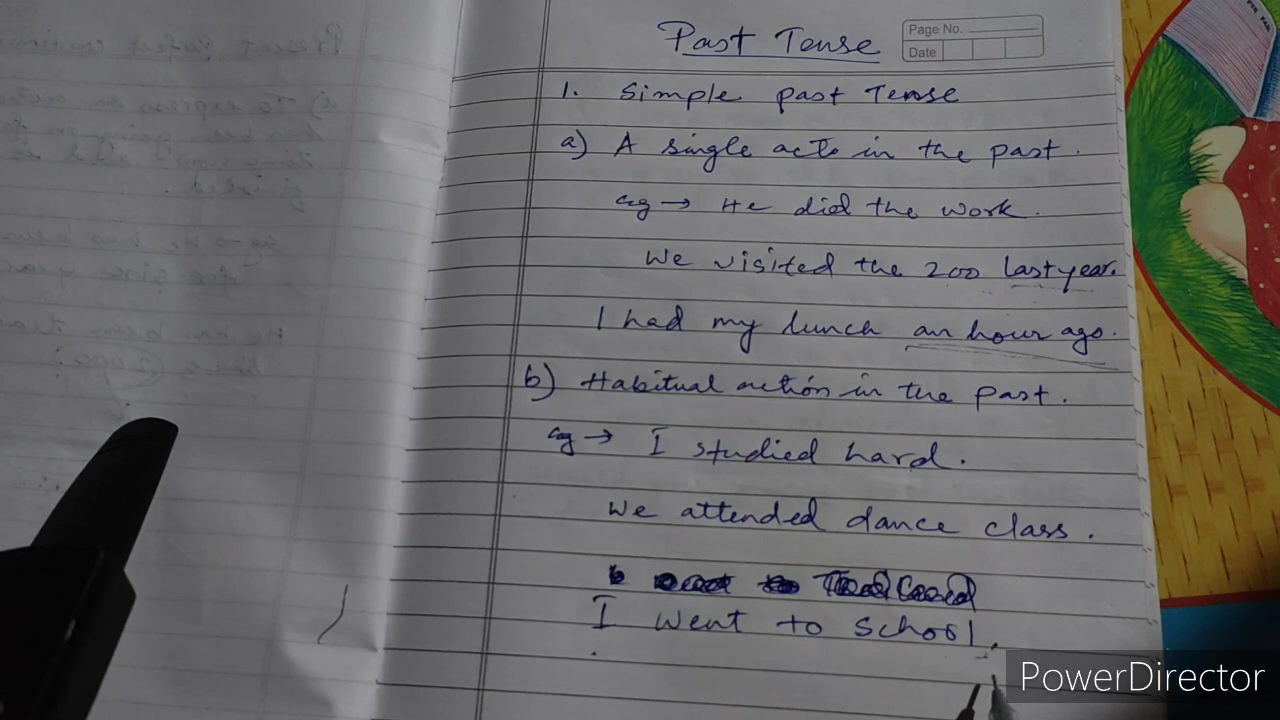 Past Tense
Page No.
Date
1. Simple past Tense
a) A single acts in the past.
eg → He did the work.
We visited the zoo last year.
I had my lunch an hour ago.
b) Habitual action in the past.
eg → I studied hard.
We attended dance class.
I went to school.
PowerDirector